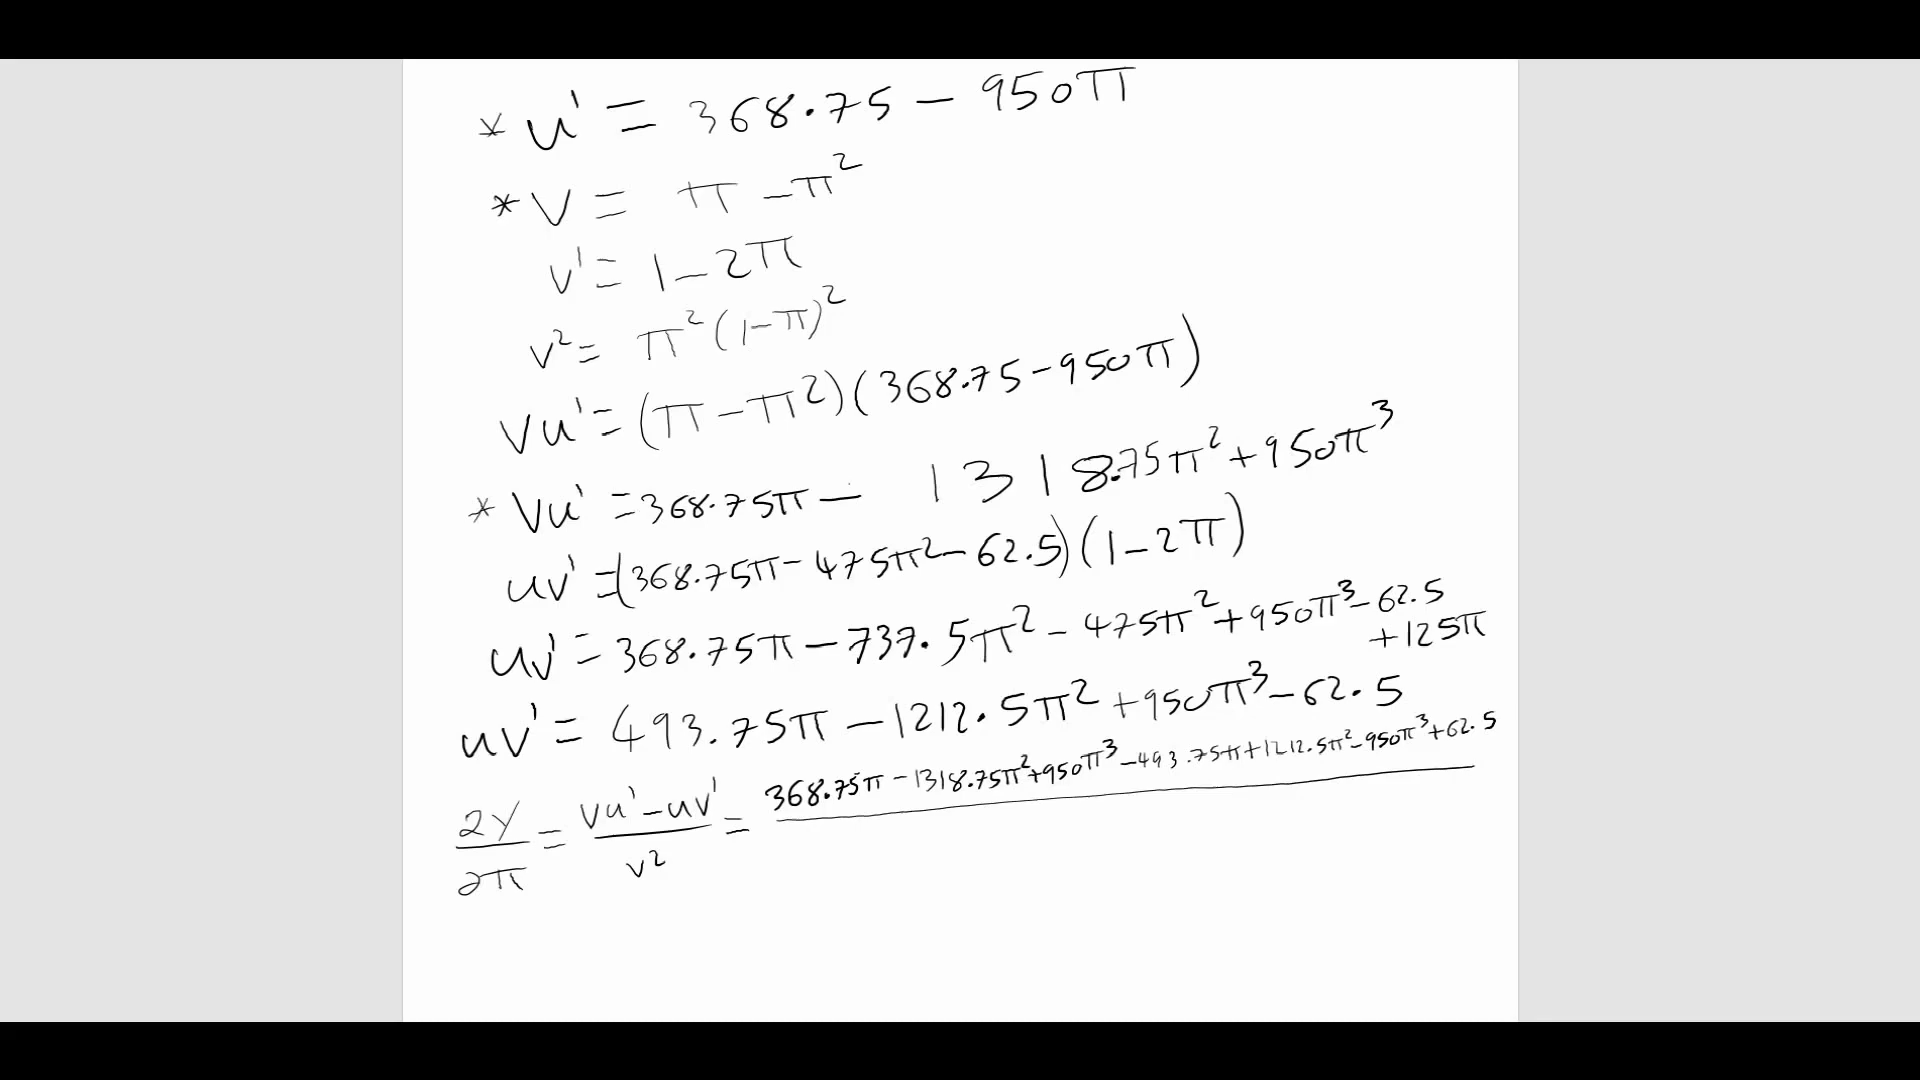 * u' = 368.75 - 950π
* V = π - π²
v' = 1 - 2π
v² = π²(1-π)²
Vu' = (π - π²)(368.75 - 950π)
* Vu' = 368.75π - 1318.75π² + 950π³
uv' = (368.75π - 475π² - 62.5)(1 - 2π)
uv' = 368.75π - 737.5π² - 475π² + 950π³ - 62.5
+ 125π
uv' = 493.75π - 1212.5π² + 950π³ - 62.5
∂Y/∂π = (Vu' - uv')/v² = 368.75π - 1318.75π² + 950π³ - 493.75π + 1212.5π² - 950π³ + 62.5